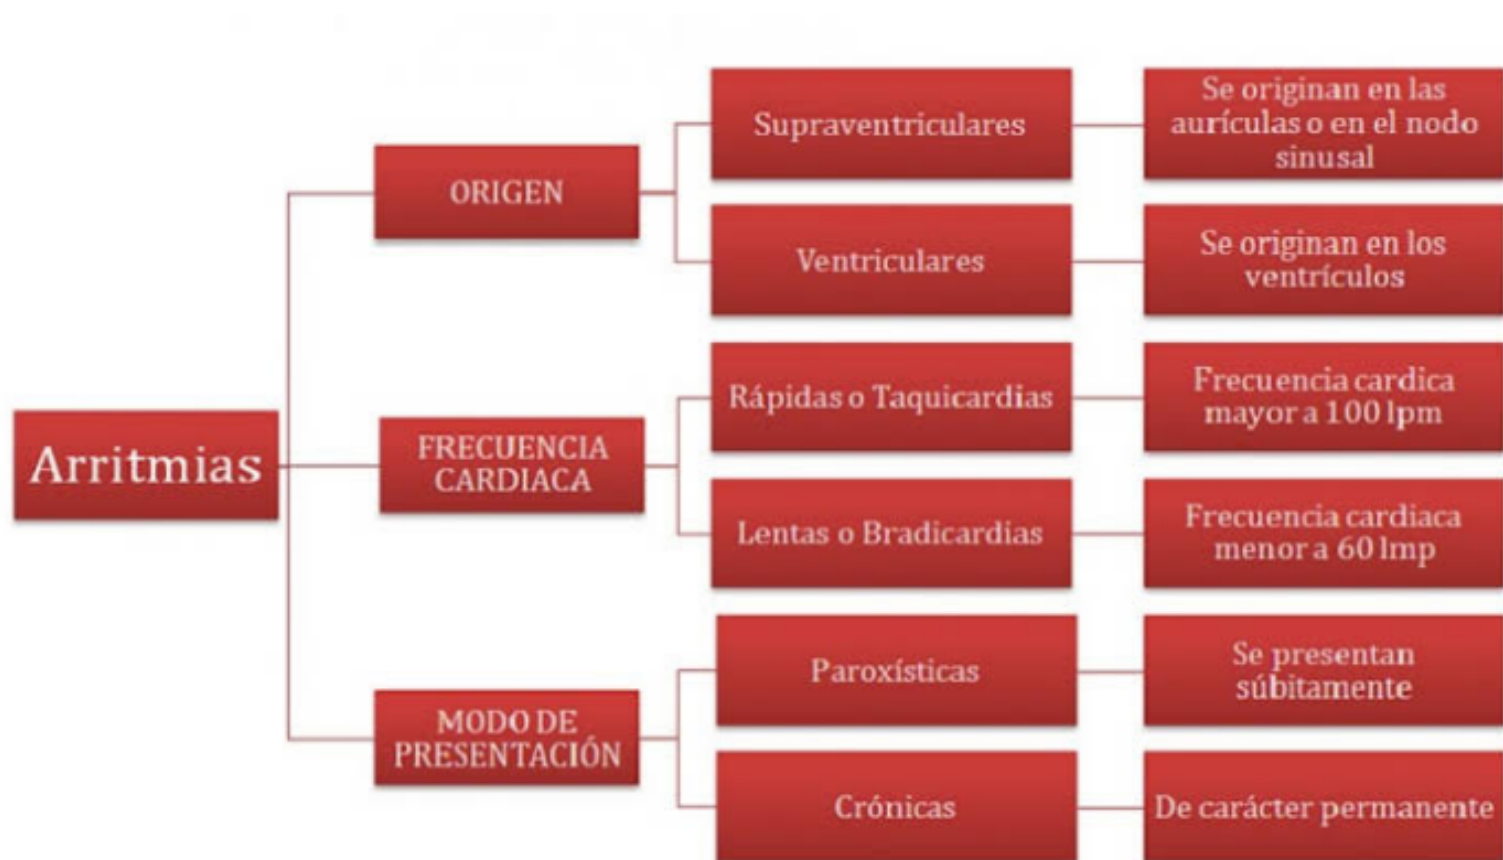 Arritmias
ORIGEN
Supraventriculares
Se originan en las
aurículas o en el nodo
sinusal
Ventriculares
Se originan en los
ventrículos
FRECUENCIA
CARDIACA
Rápidas o Taquicardias
Frecuencia cardica
mayor a 100 lpm
Lentas o Bradicardias
Frecuencia cardiaca
menor a 60 lmp
MODO DE
PRESENTACIÓN
Paroxísticas
Se presentan
súbitamente
Crónicas
De carácter permanente